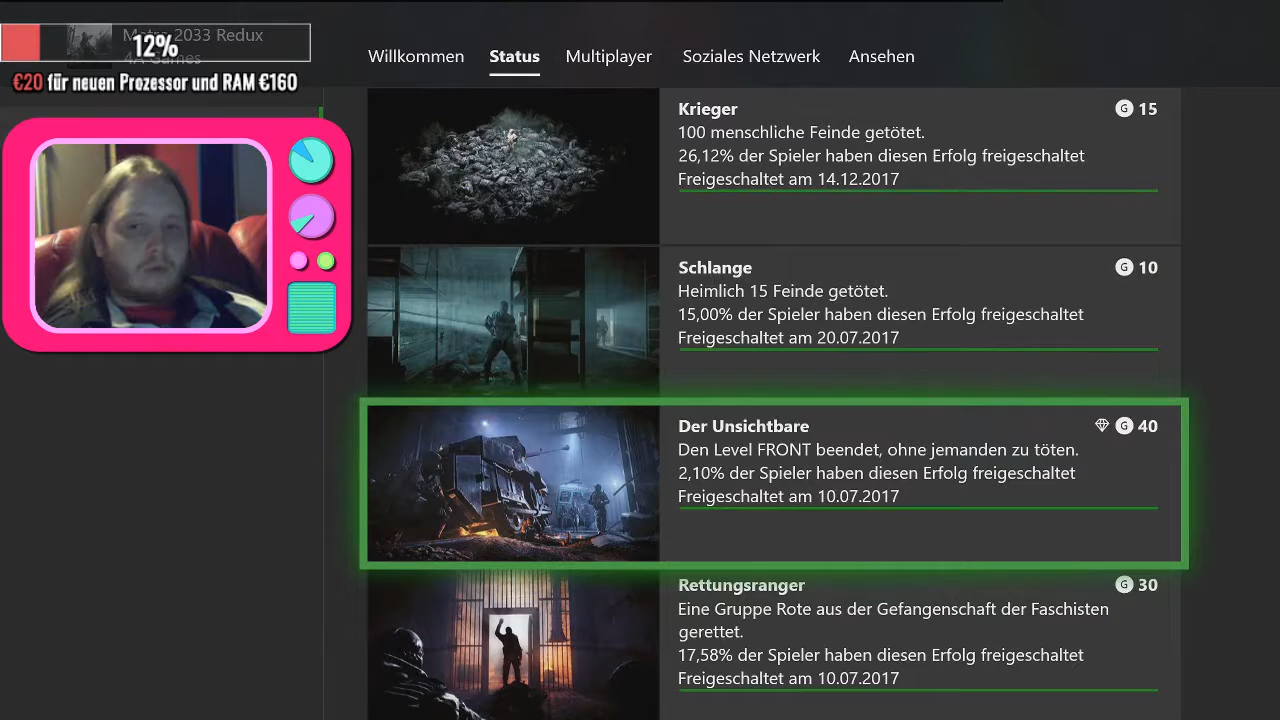 Metro 2033 Redux
4A Games
12%
€20 für neuen Prozessor und RAM €160
Willkommen Status Multiplayer Soziales Netzwerk Ansehen
Krieger G 15
100 menschliche Feinde getötet.
26,12% der Spieler haben diesen Erfolg freigeschaltet
Freigeschaltet am 14.12.2017
Schlange G 10
Heimlich 15 Feinde getötet.
15,00% der Spieler haben diesen Erfolg freigeschaltet
Freigeschaltet am 20.07.2017
Der Unsichtbare G 40
Den Level FRONT beendet, ohne jemanden zu töten.
2,10% der Spieler haben diesen Erfolg freigeschaltet
Freigeschaltet am 10.07.2017
Rettungsranger G 30
Eine Gruppe Rote aus der Gefangenschaft der Faschisten
gerettet.
17,58% der Spieler haben diesen Erfolg freigeschaltet
Freigeschaltet am 10.07.2017